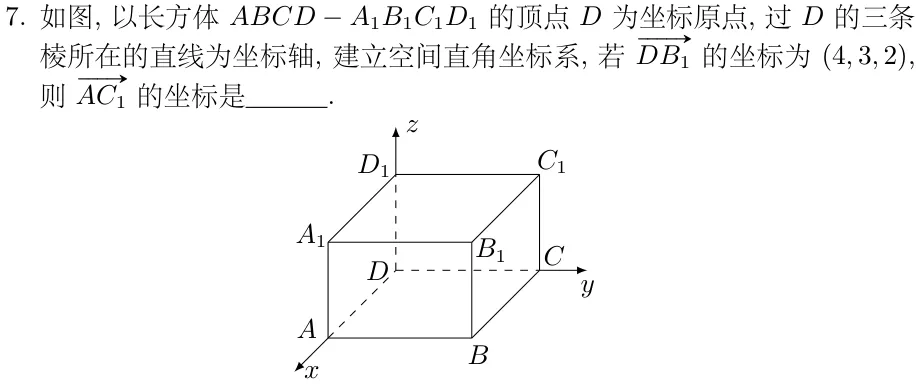 7. 如图, 以长方体 $ABCD-A_1B_1C_1D_1$ 的顶点 $D$ 为坐标原点, 过 $D$ 的三条
棱所在的直线为坐标轴, 建立空间直角坐标系, 若 $\overrightarrow{DB_1}$ 的坐标为 $(4,3,2)$,
则 $\overrightarrow{AC_1}$ 的坐标是______.
z
D₁
C₁
A₁
B₁
D
C
y
A
B
x